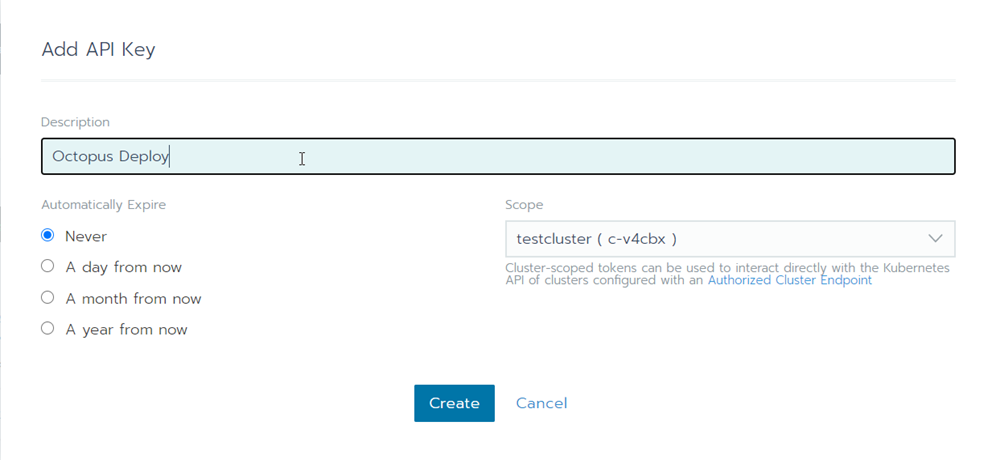 Add API Key
Description
Octopus Deploy
Automatically Expire
Never
A day from now
A month from now
A year from now
Scope
testcluster ( c-v4cbx )
Cluster-scoped tokens can be used to interact directly with the Kubernetes
API of clusters configured with an Authorized Cluster Endpoint
Create
Cancel